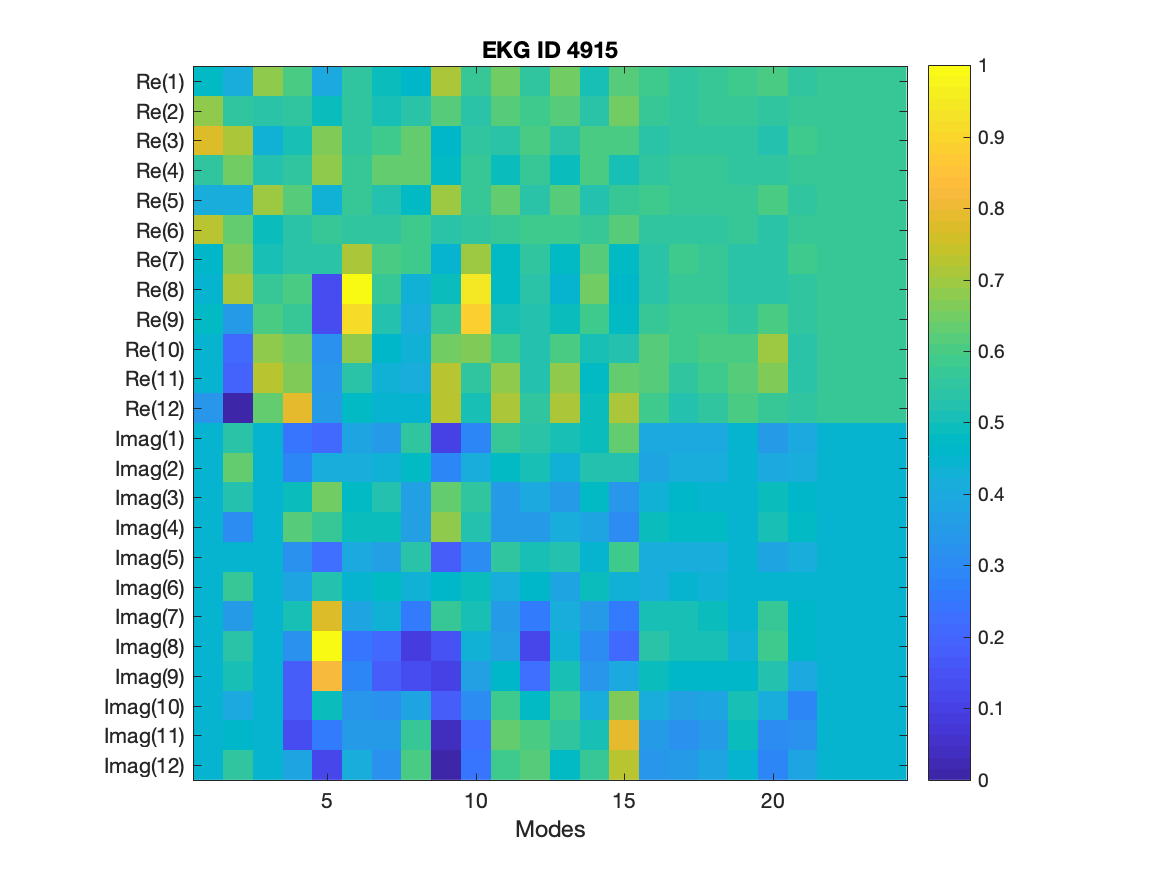 EKG ID 4915
Re(1)
Re(2)
Re(3)
Re(4)
Re(5)
Re(6)
Re(7)
Re(8)
Re(9)
Re(10)
Re(11)
Re(12)
Imag(1)
Imag(2)
Imag(3)
Imag(4)
Imag(5)
Imag(6)
Imag(7)
Imag(8)
Imag(9)
Imag(10)
Imag(11)
Imag(12)
5 10 15 20
Modes
1
0.9
0.8
0.7
0.6
0.5
0.4
0.3
0.2
0.1
0